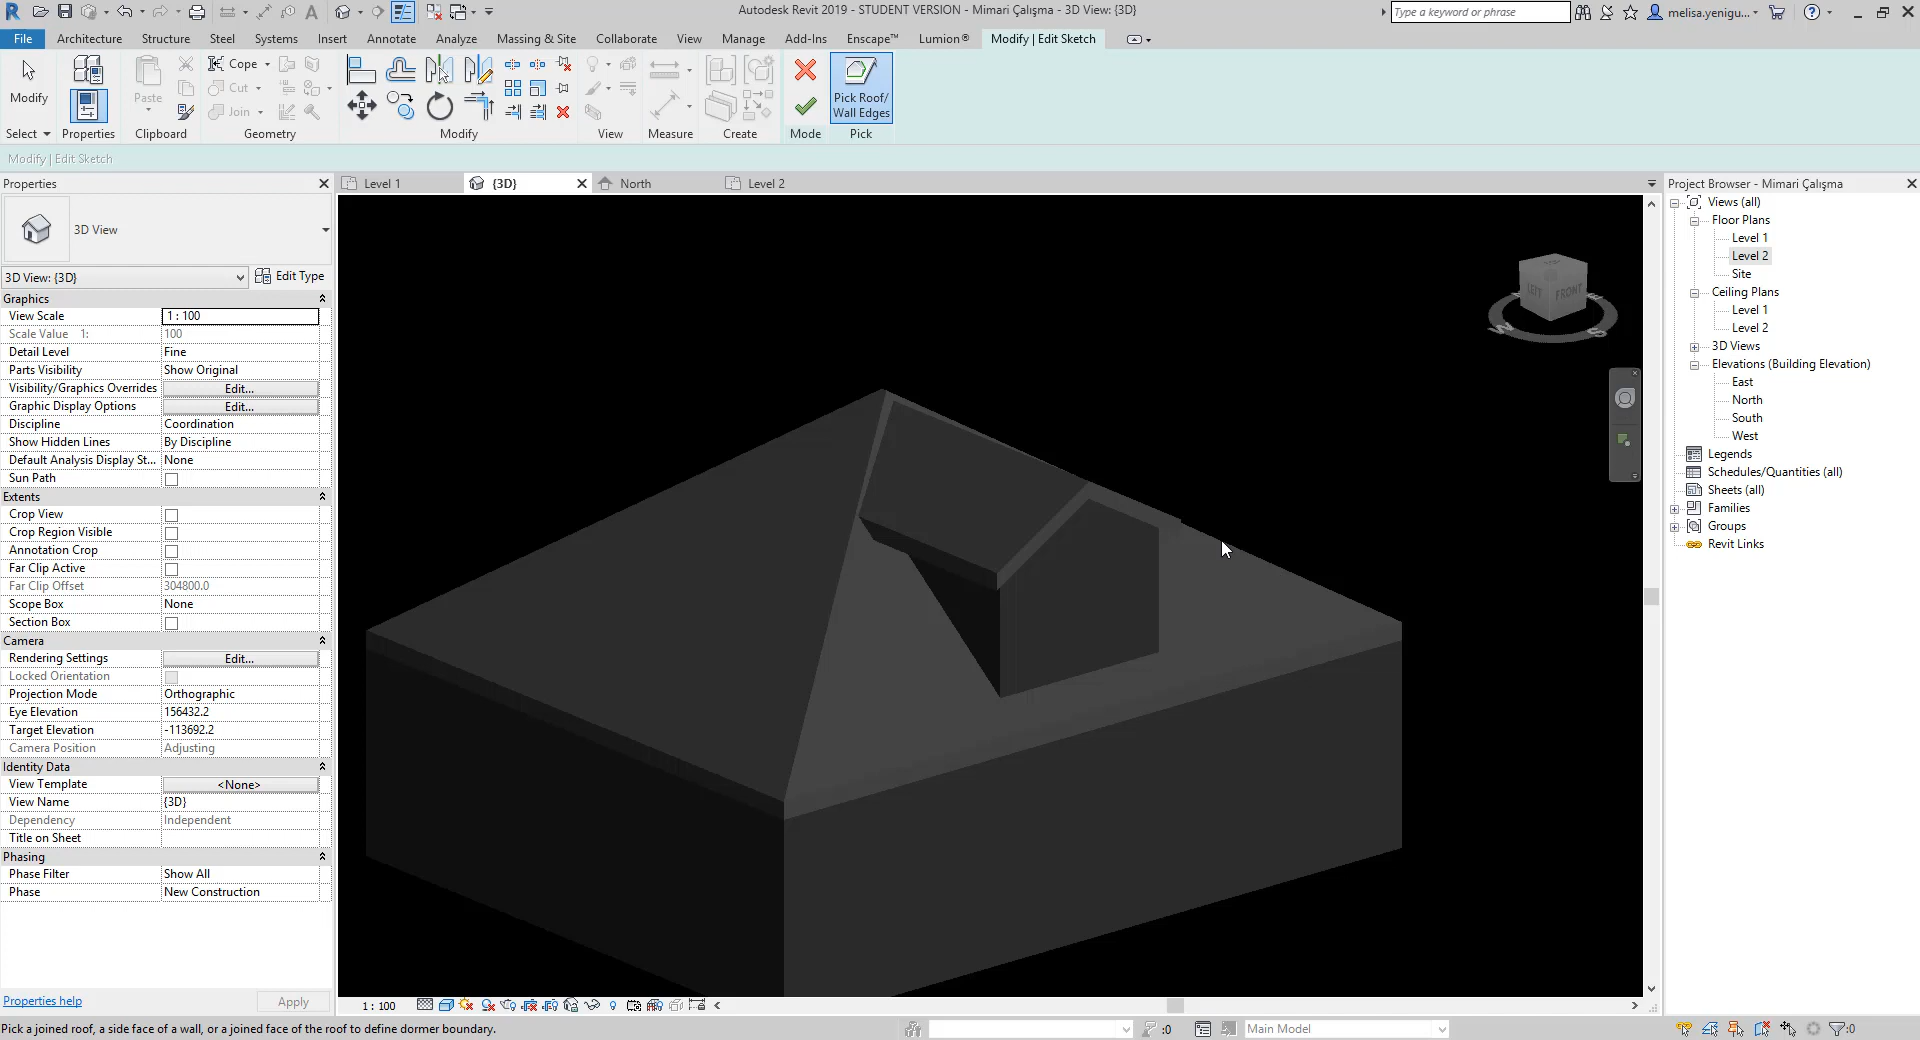 Autodesk Revit 2019 - STUDENT VERSION - Mimari Çalışma - 3D View: {3D}
Type a keyword or phrase
melisa.yenigu...
File Architecture Structure Steel Systems Insert Annotate Analyze Massing & Site Collaborate View Manage Add-Ins Enscape™ Lumion® Modify | Edit Sketch
Modify
Paste
Cope
Cut
Join
Pick Roof/
Wall Edges
Select Properties Clipboard Geometry Modify View Measure Create Mode Pick
Modify | Edit Sketch
Properties
Level 1 {3D} North Level 2
Project Browser - Mimari Çalışma
3D View
3D View: {3D} Edit Type
Graphics
View Scale 1 : 100
Scale Value 1: 100
Detail Level Fine
Parts Visibility Show Original
Visibility/Graphics Overrides Edit...
Graphic Display Options Edit...
Discipline Coordination
Show Hidden Lines By Discipline
Default Analysis Display St... None
Sun Path
Extents
Crop View
Crop Region Visible
Annotation Crop
Far Clip Active
Far Clip Offset 304800.0
Scope Box None
Section Box
Camera
Rendering Settings Edit...
Locked Orientation
Projection Mode Orthographic
Eye Elevation 156432.2
Target Elevation -113692.2
Camera Position Adjusting
Identity Data
View Template <None>
View Name {3D}
Dependency Independent
Title on Sheet
Phasing
Phase Filter Show All
Phase New Construction
Properties help Apply
LEFT FRONT
W S
Views (all)
Floor Plans
Level 1
Level 2
Site
Ceiling Plans
Level 1
Level 2
3D Views
Elevations (Building Elevation)
East
North
South
West
Legends
Schedules/Quantities (all)
Sheets (all)
Families
Groups
Revit Links
1 : 100
Pick a joined roof, a side face of a wall, or a joined face of the roof to define dormer boundary.
:0
Main Model
:0